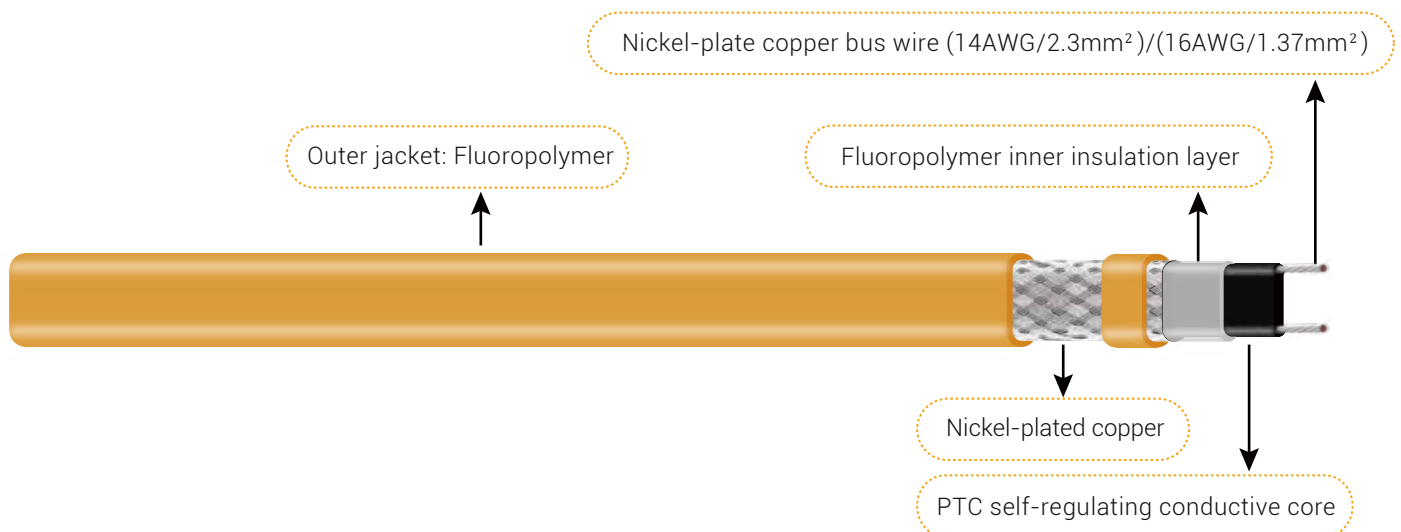 Nickel-plate copper bus wire (14AWG/2.3mm²)/(16AWG/1.37mm²)
Outer jacket: Fluoropolymer
Fluoropolymer inner insulation layer
Nickel-plated copper
PTC self-regulating conductive core